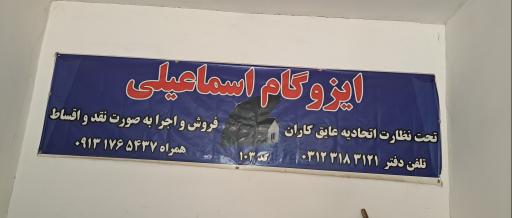 ایزوگام اسماعیلی
تحت نظارت اتحادیه عایق کاران
فروش و اجرا به صورت نقد و اقساط
تلفن دفتر ۰۳۱۲ ۳۱۸ ۳۱۲۱
کد ۱۰۳
همراه ۰۹۱۳ ۱۷۶ ۵۴۳۷